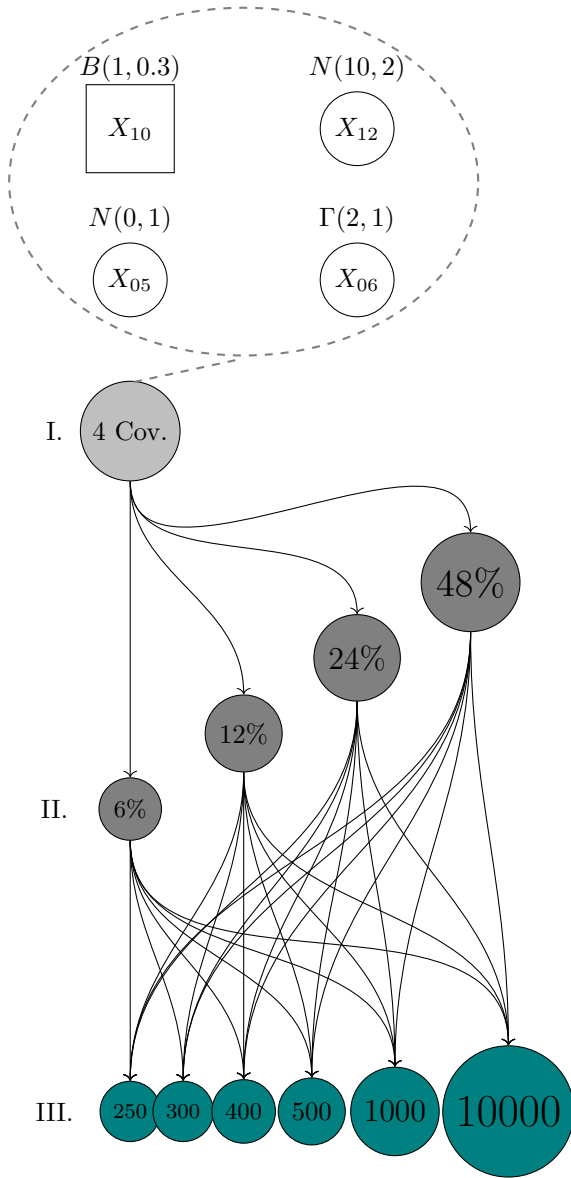 B(1, 0.3) N(10, 2)
X₁₀ X₁₂
N(0, 1) Γ(2, 1)
X₀₅ X₀₆
I. 4 Cov.
48%
24%
12%
II. 6%
III. 250 300 400 500 1000 10000